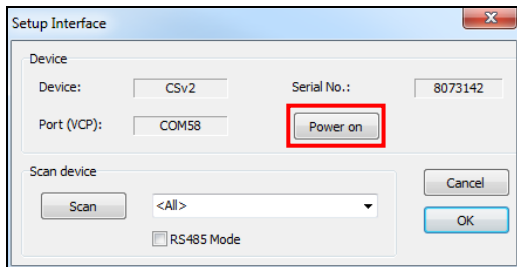 Setup Interface
x
Device
Device: CSv2 Serial No.: 8073142
Port (VCP): COM58 Power on
Scan device
Cancel
Scan <All>
OK
RS485 Mode